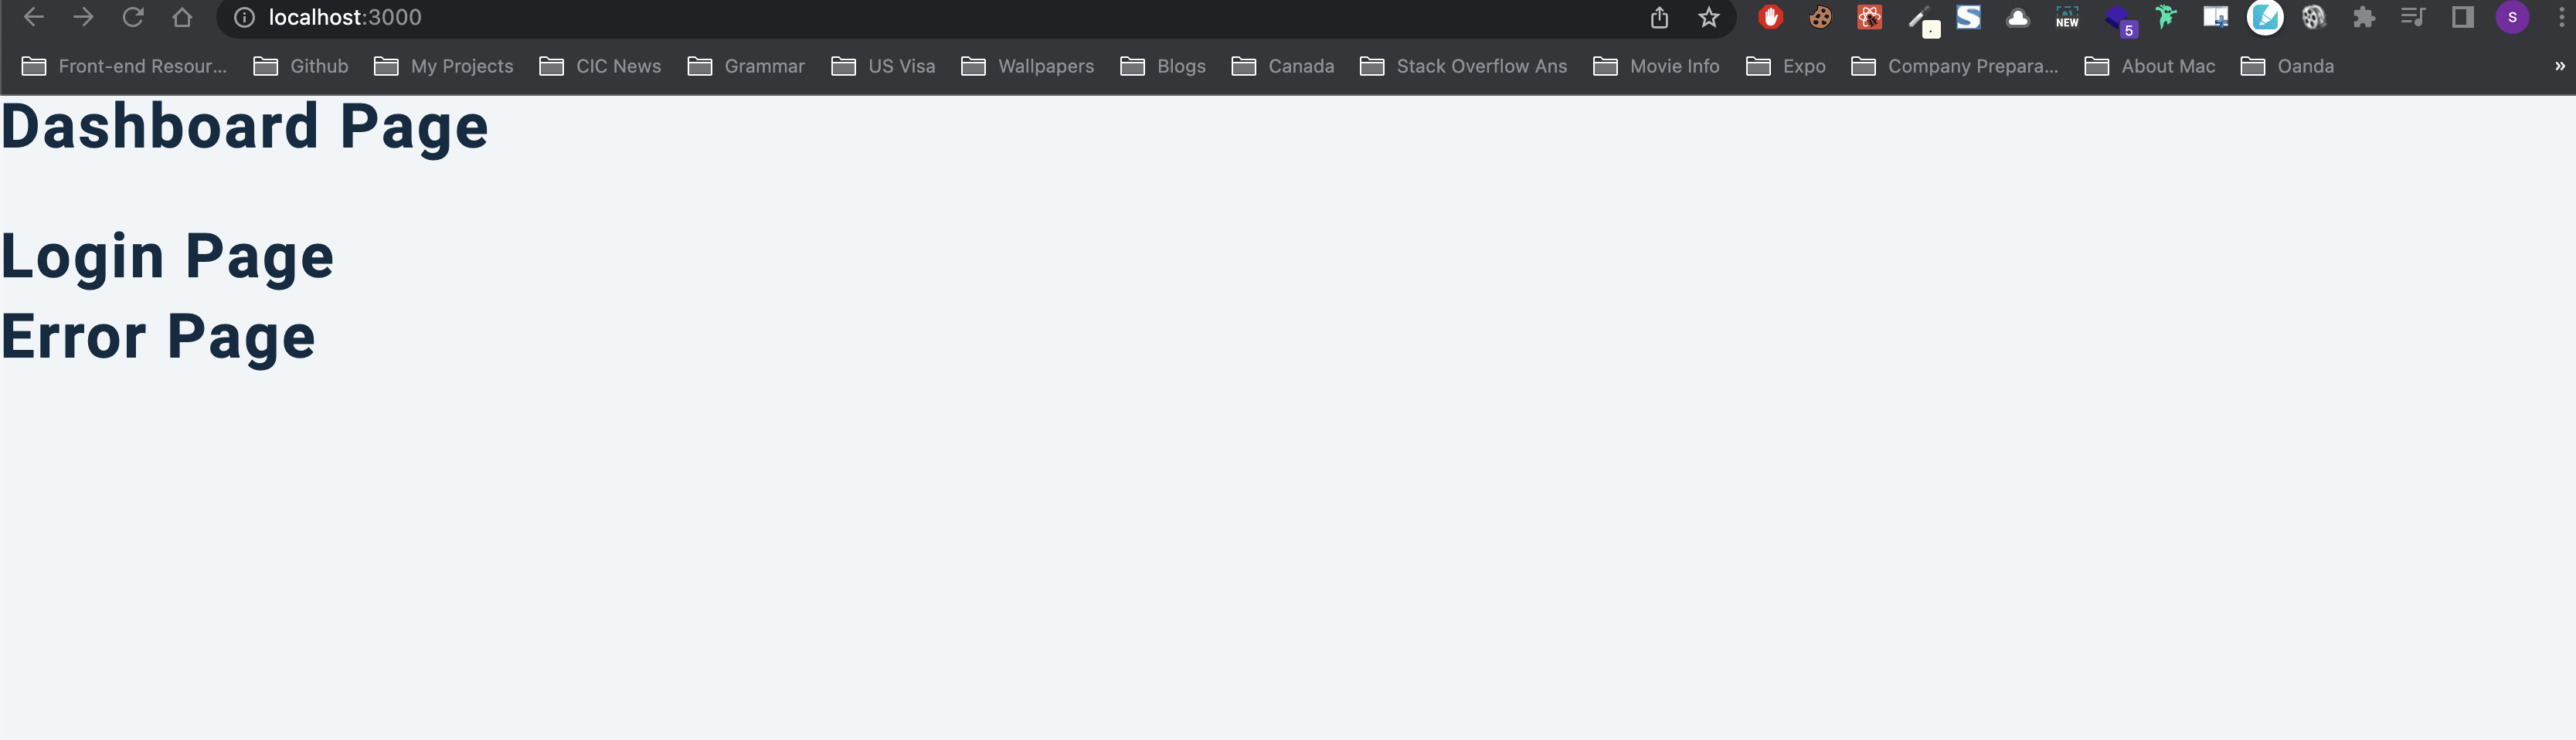 localhost:3000
NEW
5
S
Front-end Resour... Github My Projects CIC News Grammar US Visa Wallpapers Blogs Canada Stack Overflow Ans Movie Info Expo Company Prepara... About Mac Oanda »
Dashboard Page
Login Page
Error Page